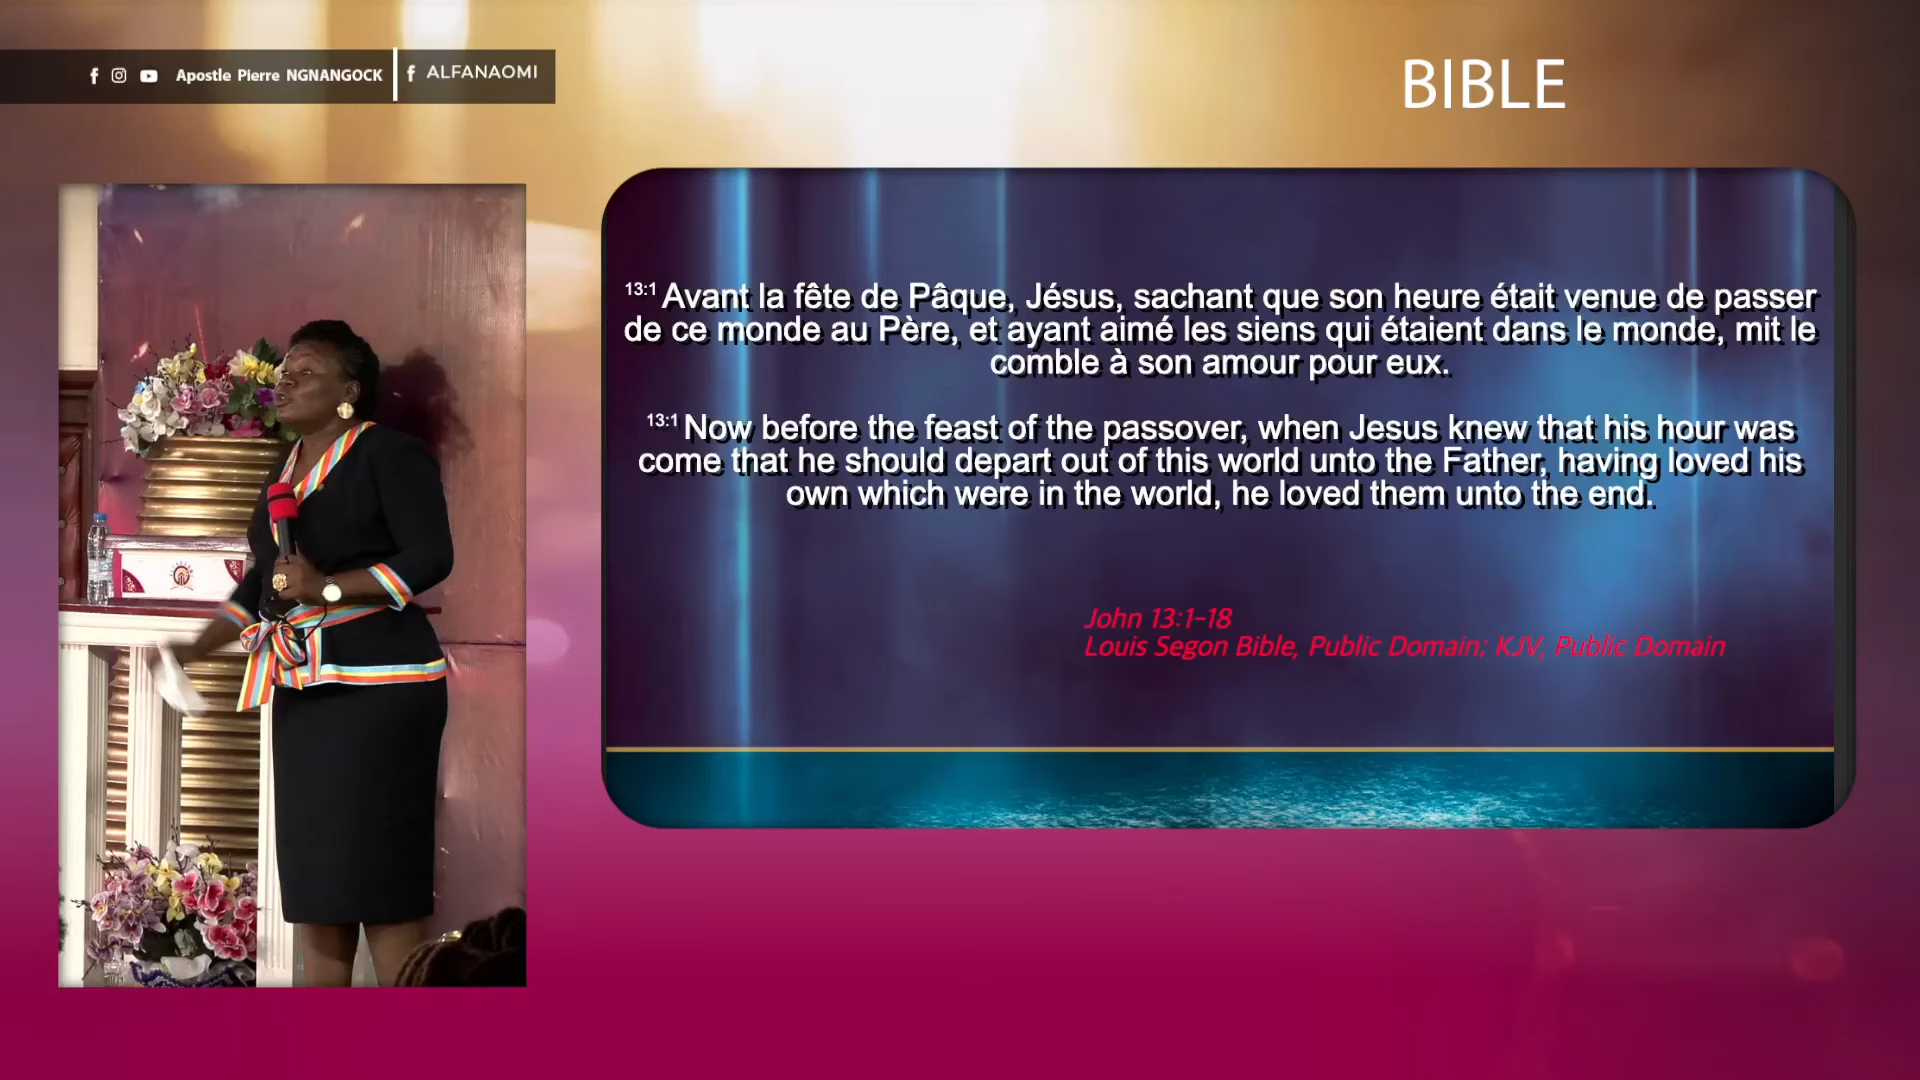 Apostle Pierre NGNANGOCK
ALFANAOMI
BIBLE
13:1 Avant la fête de Pâque, Jésus, sachant que son heure était venue de passer
de ce monde au Père, et ayant aimé les siens qui étaient dans le monde, mit le
comble à son amour pour eux.
13:1 Now before the feast of the passover, when Jesus knew that his hour was
come that he should depart out of this world unto the Father, having loved his
own which were in the world, he loved them unto the end.
John 13:1-18
Louis Segon Bible, Public Domain; KJV, Public Domain